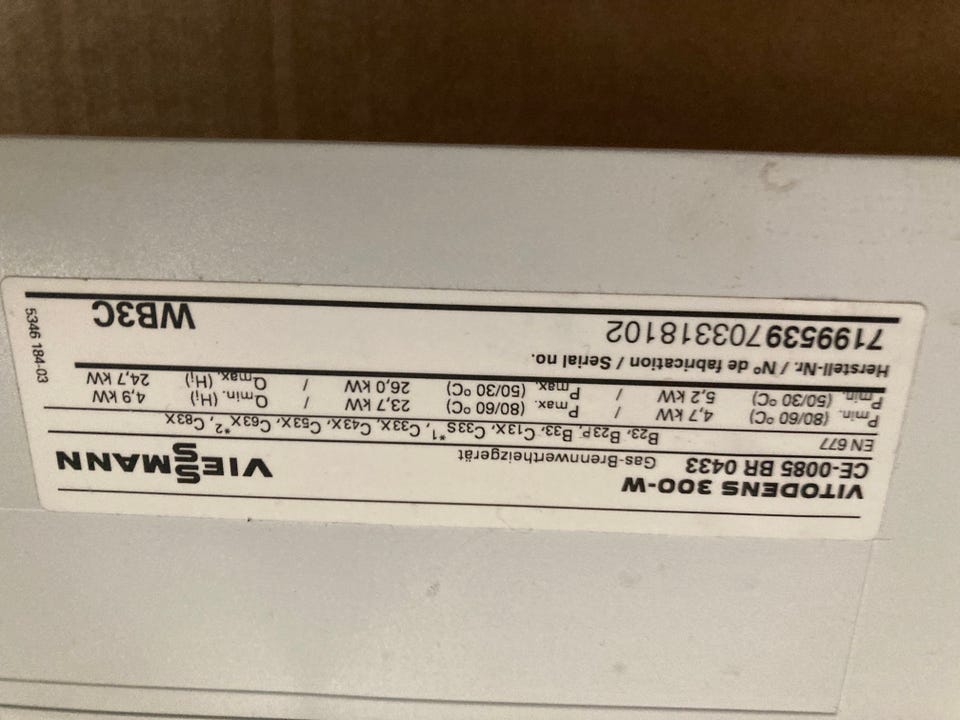 VITODENS 300-W
VIESSMANN
CE-0085 BR 0433 Gas-Brennwertheizgerät
EN 677 B23, B23P, B33, C13X, C33S*1, C33X, C43X, C53X, C63X*2, C83X
Pmin. (80/60 °C) 4,7 kW / Pmax. (80/60 °C) 23,7 kW / Qmin. (Hi) 4,9 kW
Pmin. (50/30 °C) 5,2 kW / Pmax. (50/30 °C) 26,0 kW / Qmax. (Hi) 24,7 kW
Herstell-Nr. / N° de fabrication / Serial no.
7199539703318102 WB3C
5346 184-03